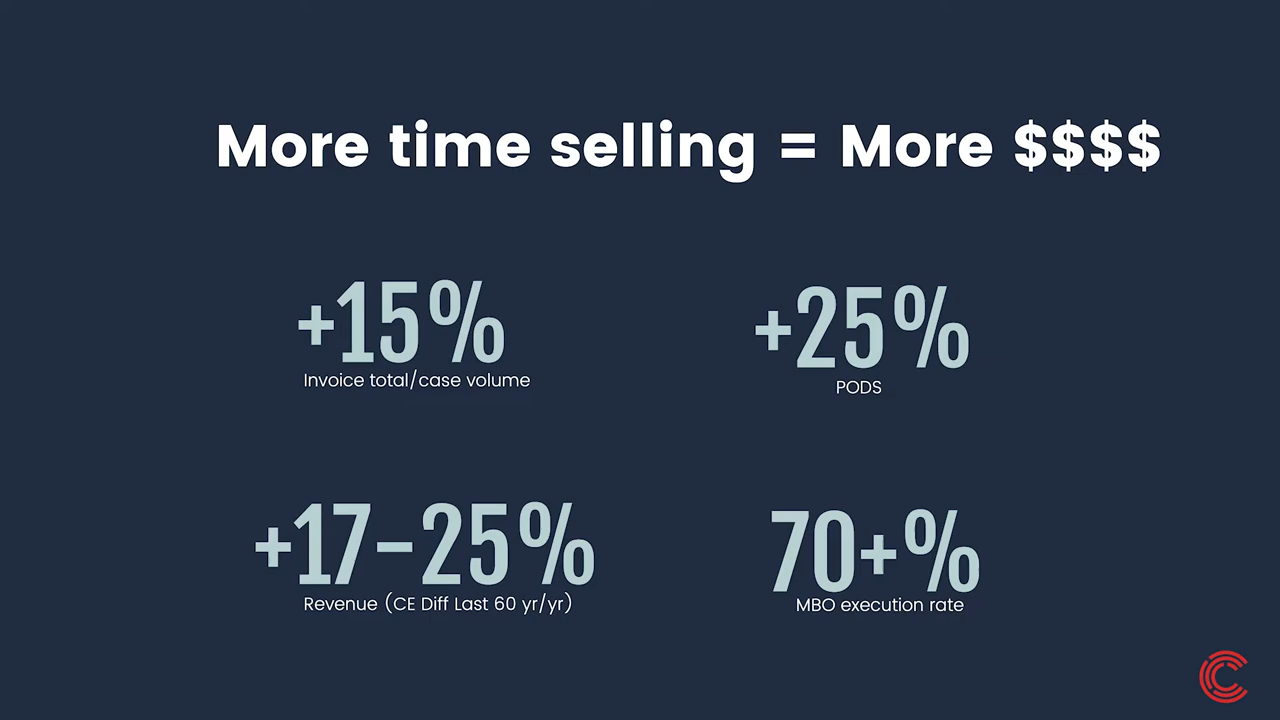 More time selling = More $$$$
+15%
Invoice total/case volume
+25%
PODS
+17–25%
Revenue (CE Diff Last 60 yr/yr)
70+%
MBO execution rate